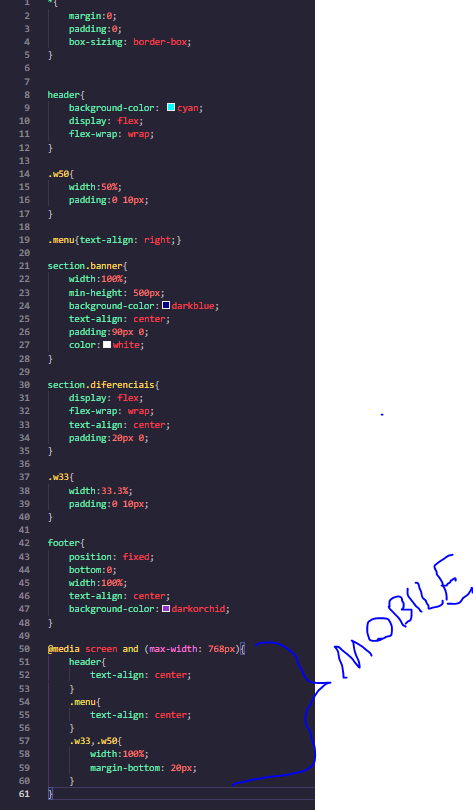 1 *{
2 margin:0;
3 padding:0;
4 box-sizing: border-box;
5 }
6
7
8 header{
9 background-color: cyan;
10 display: flex;
11 flex-wrap: wrap;
12 }
13
14 .w50{
15 width:50%;
16 padding:0 10px;
17 }
18
19 .menu{text-align: right;}
20
21 section.banner{
22 width:100%;
23 min-height: 500px;
24 background-color:darkblue;
25 text-align: center;
26 padding:90px 0;
27 color:white;
28 }
29
30 section.diferenciais{
31 display: flex;
32 flex-wrap: wrap;
33 text-align: center;
34 padding:20px 0;
35 }
36
37 .w33{
38 width:33.3%;
39 padding:0 10px;
40 }
41
42 footer{
43 position: fixed;
44 bottom:0;
45 width:100%;
46 text-align: center;
47 background-color:darkorchid;
48 }
49
50 @media screen and (max-width: 768px){
51 header{
52 text-align: center;
53 }
54 .menu{
55 text-align: center;
56 }
57 .w33,.w50{
58 width:100%;
59 margin-bottom: 20px;
60 }
61 }
MOBILE